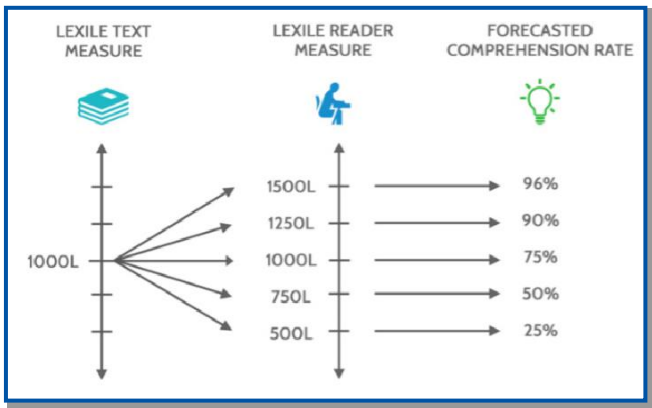 LEXILE TEXT
MEASURE
LEXILE READER
MEASURE
FORECASTED
COMPREHENSION RATE
1500L
96%
1250L
90%
1000L
1000L
75%
750L
50%
500L
25%